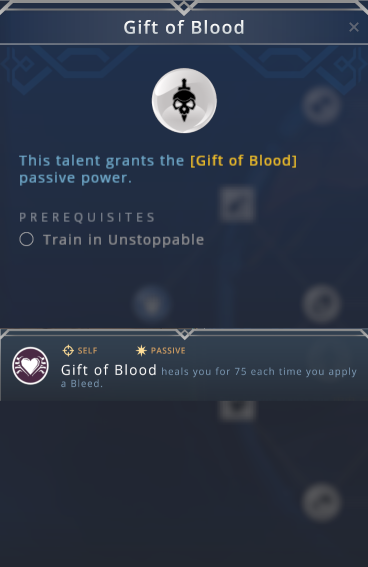 Gift of Blood
This talent grants the [Gift of Blood]
passive power.
PREREQUISITES
Train in Unstoppable
SELF PASSIVE
Gift of Blood heals you for 75 each time you apply
a Bleed.